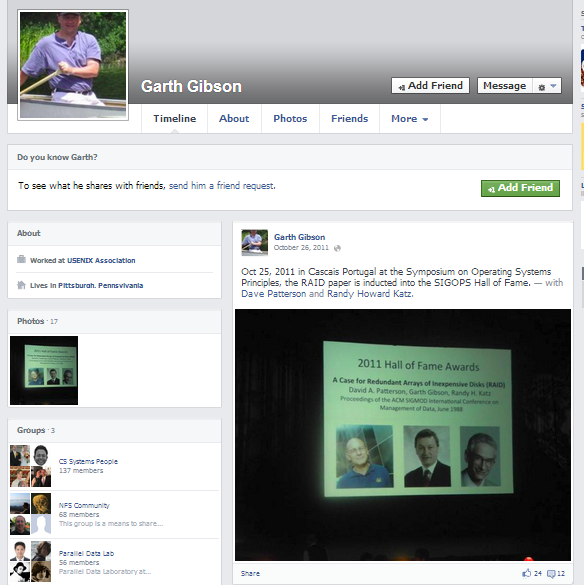 Garth Gibson
Add Friend
Message
Timeline
About
Photos
Friends
More
Do you know Garth?
To see what he shares with friends, send him a friend request.
Add Friend
About
Worked at USENIX Association
Lives in Pittsburgh, Pennsylvania
Photos · 17
Groups · 3
CS Systems People
137 members
NFS Community
68 members
This group is a means to share...
Parallel Data Lab
56 members
Parallel Data Laboratory at...
Garth Gibson
October 26, 2011
Oct 25, 2011 in Cascais Portugal at the Symposium on Operating Systems
Principles, the RAID paper is inducted into the SIGOPS Hall of Fame. — with
Dave Patterson and Randy Howard Katz.
2011 Hall of Fame Awards
A Case for Redundant Arrays of Inexpensive Disks (RAID)
David A. Patterson, Garth Gibson, Randy H. Katz
Proceedings of the ACM SIGMOD International Conference on
Management of Data, June 1988
Share
24
12